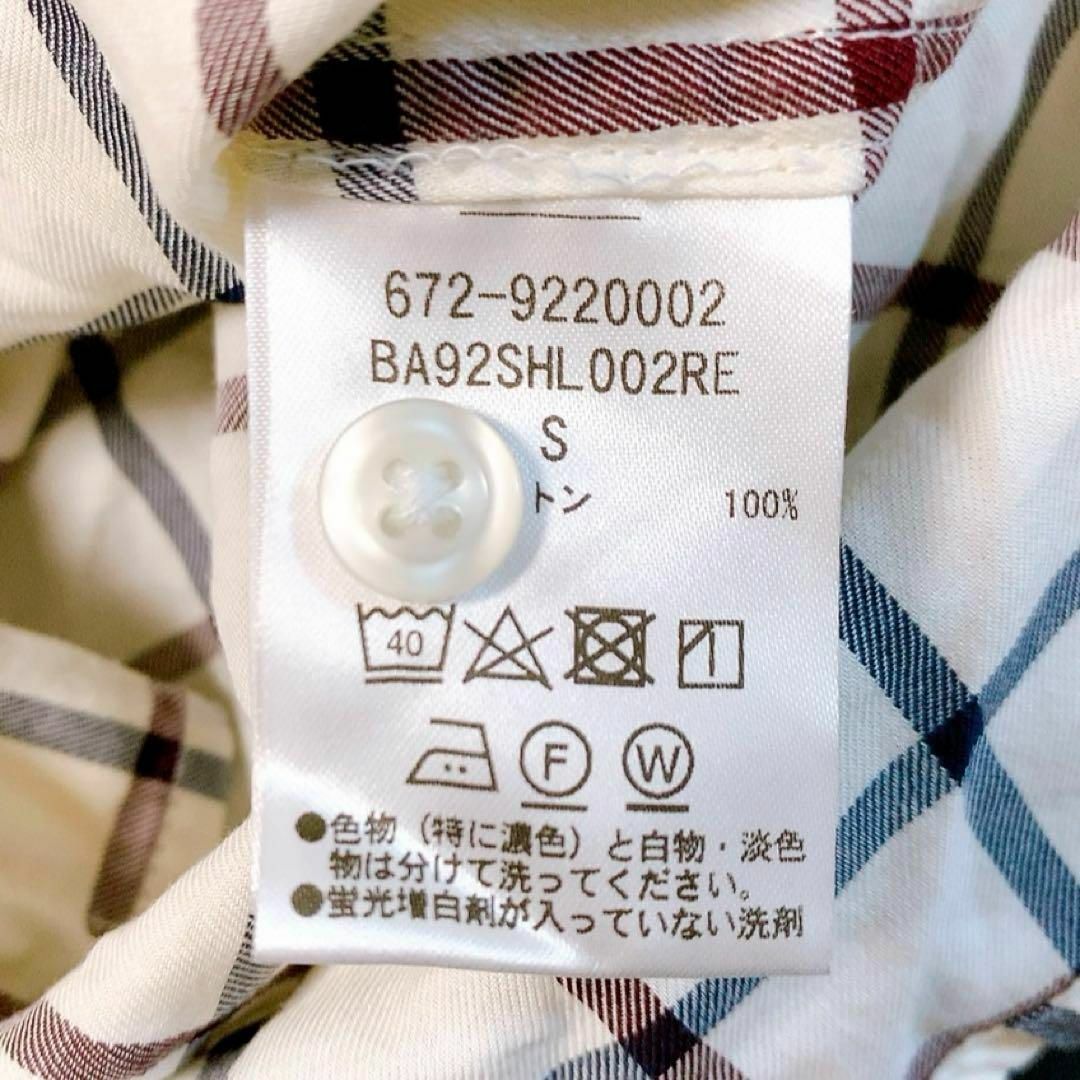 672-9220002
BA92SHL002RE
S
トン 100%
40
F W
●色物（特に濃色）と白物・淡色
物は分けて洗ってください。
●蛍光増白剤が入っていない洗剤